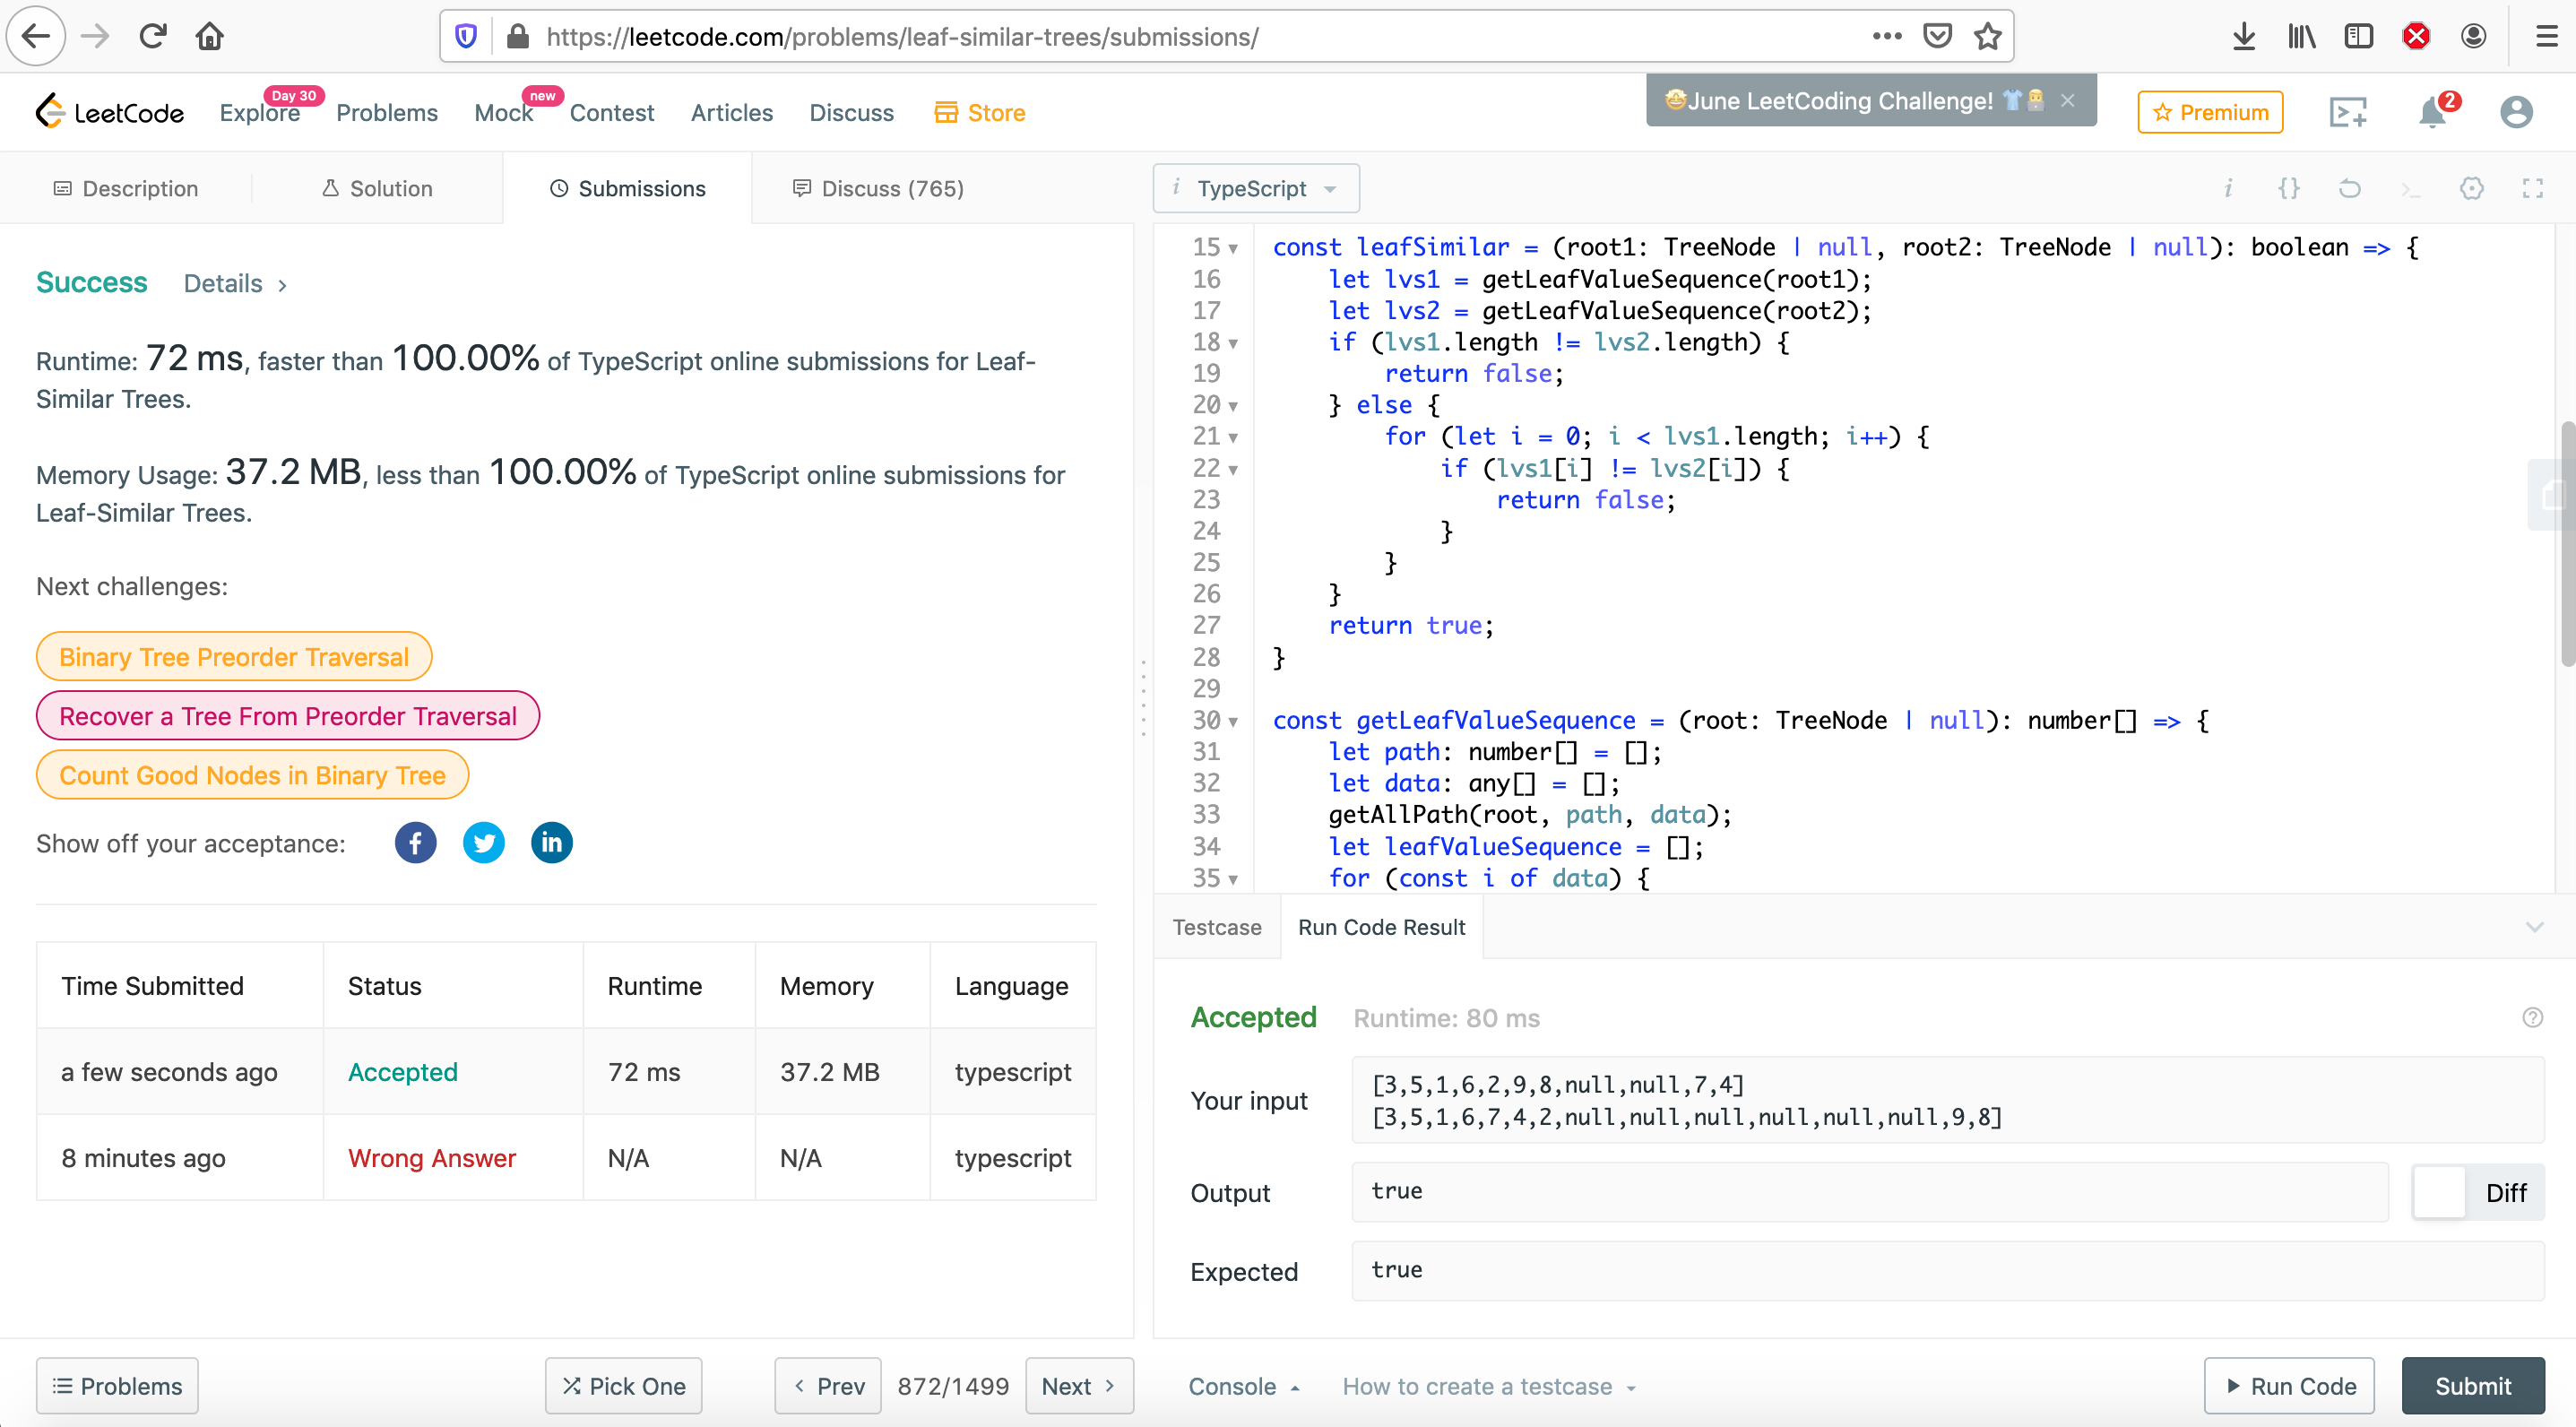 https://leetcode.com/problems/leaf-similar-trees/submissions/
LeetCode
Explore
Day 30
Problems
Mock
new
Contest
Articles
Discuss
Store
🤩June LeetCoding Challenge! 👕
Premium
2
Description
Solution
Submissions
Discuss (765)
i TypeScript
Success
Details
Runtime: 72 ms, faster than 100.00% of TypeScript online submissions for Leaf-
Similar Trees.
Memory Usage: 37.2 MB, less than 100.00% of TypeScript online submissions for
Leaf-Similar Trees.
Next challenges:
Binary Tree Preorder Traversal
Recover a Tree From Preorder Traversal
Count Good Nodes in Binary Tree
Show off your acceptance:
Time Submitted Status Runtime Memory Language
a few seconds ago Accepted 72 ms 37.2 MB typescript
8 minutes ago Wrong Answer N/A N/A typescript
15 const leafSimilar = (root1: TreeNode | null, root2: TreeNode | null): boolean => {
16 let lvs1 = getLeafValueSequence(root1);
17 let lvs2 = getLeafValueSequence(root2);
18 if (lvs1.length != lvs2.length) {
19 return false;
20 } else {
21 for (let i = 0; i < lvs1.length; i++) {
22 if (lvs1[i] != lvs2[i]) {
23 return false;
24 }
25 }
26 }
27 return true;
28 }
29
30 const getLeafValueSequence = (root: TreeNode | null): number[] => {
31 let path: number[] = [];
32 let data: any[] = [];
33 getAllPath(root, path, data);
34 let leafValueSequence = [];
35 for (const i of data) {
Testcase
Run Code Result
Accepted
Runtime: 80 ms
Your input
[3,5,1,6,2,9,8,null,null,7,4]
[3,5,1,6,7,4,2,null,null,null,null,null,null,9,8]
Output
true
Diff
Expected
true
Problems
Pick One
Prev
872/1499
Next
Console
How to create a testcase
Run Code
Submit